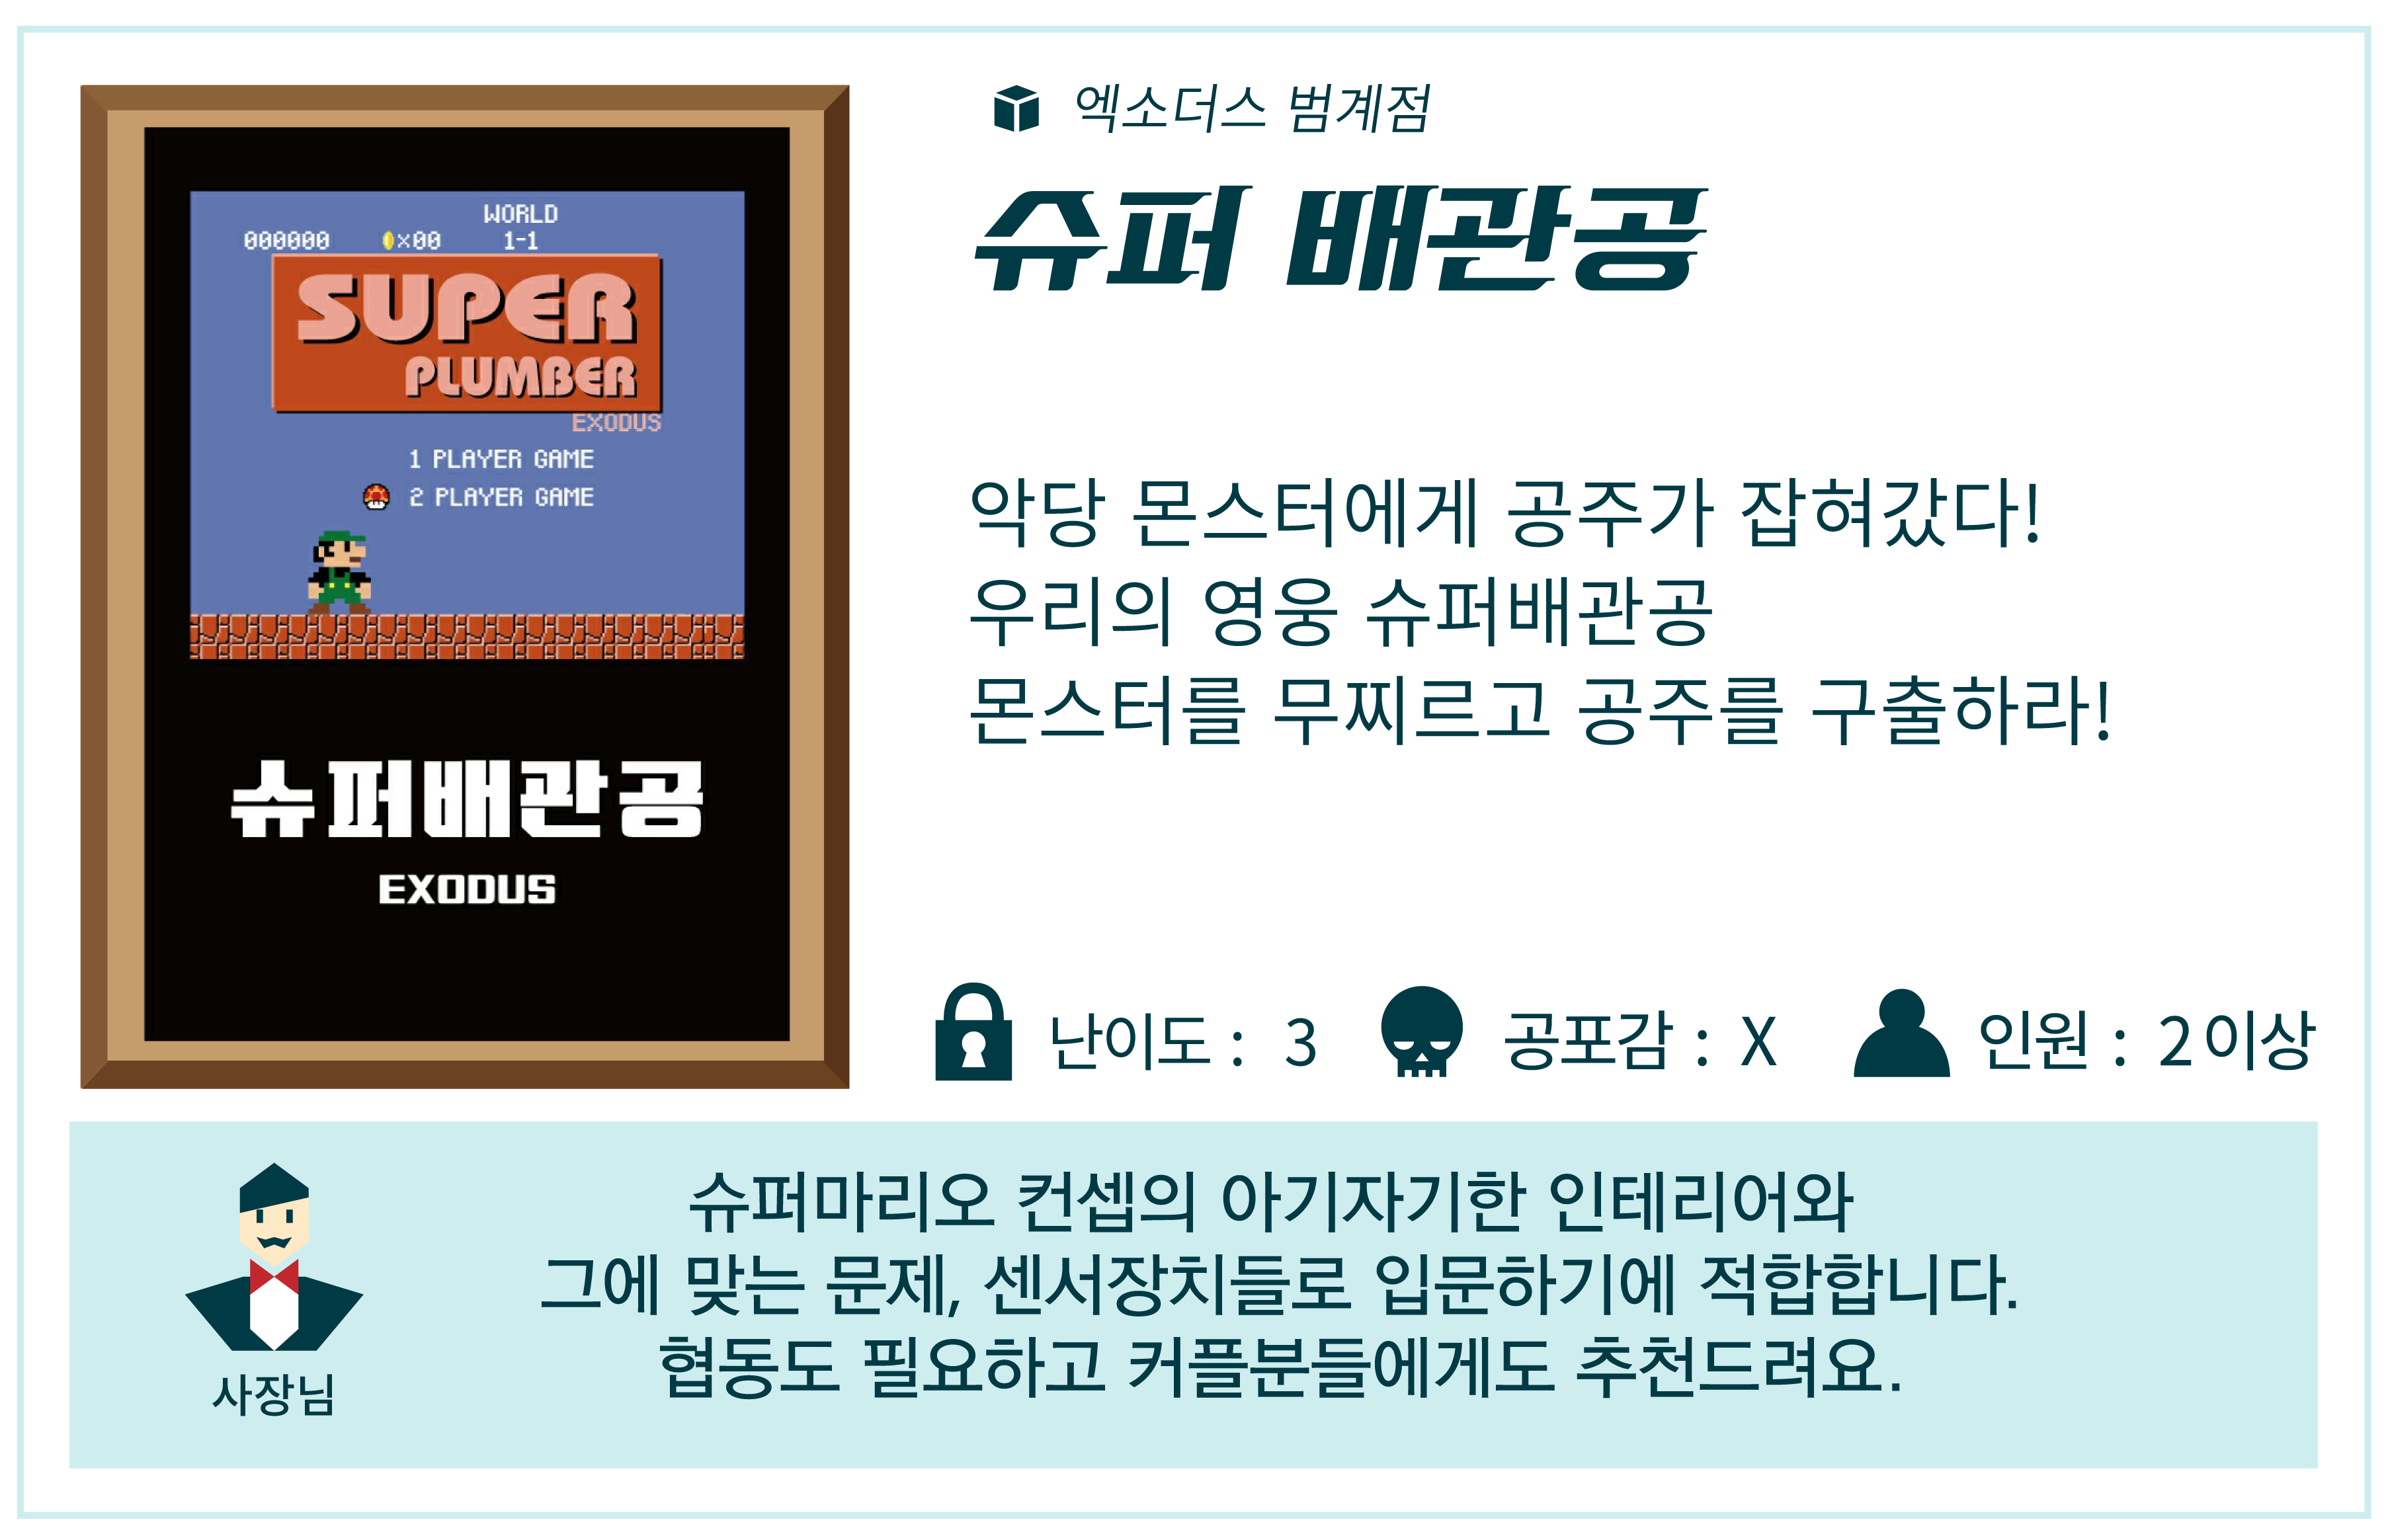 WORLD
000000 ×00 1-1
SUPER
PLUMBER
EXODUS
1 PLAYER GAME
2 PLAYER GAME
슈퍼배관공
EXODUS
엑소더스 범계점
슈퍼 배관공
악당 몬스터에게 공주가 잡혀갔다!
우리의 영웅 슈퍼배관공
몬스터를 무찌르고 공주를 구출하라!
난이도 : 3 공포감 : X 인원 : 2이상
사장님
슈퍼마리오 컨셉의 아기자기한 인테리어와
그에 맞는 문제, 센서장치들로 입문하기에 적합합니다.
협동도 필요하고 커플분들에게도 추천드려요.